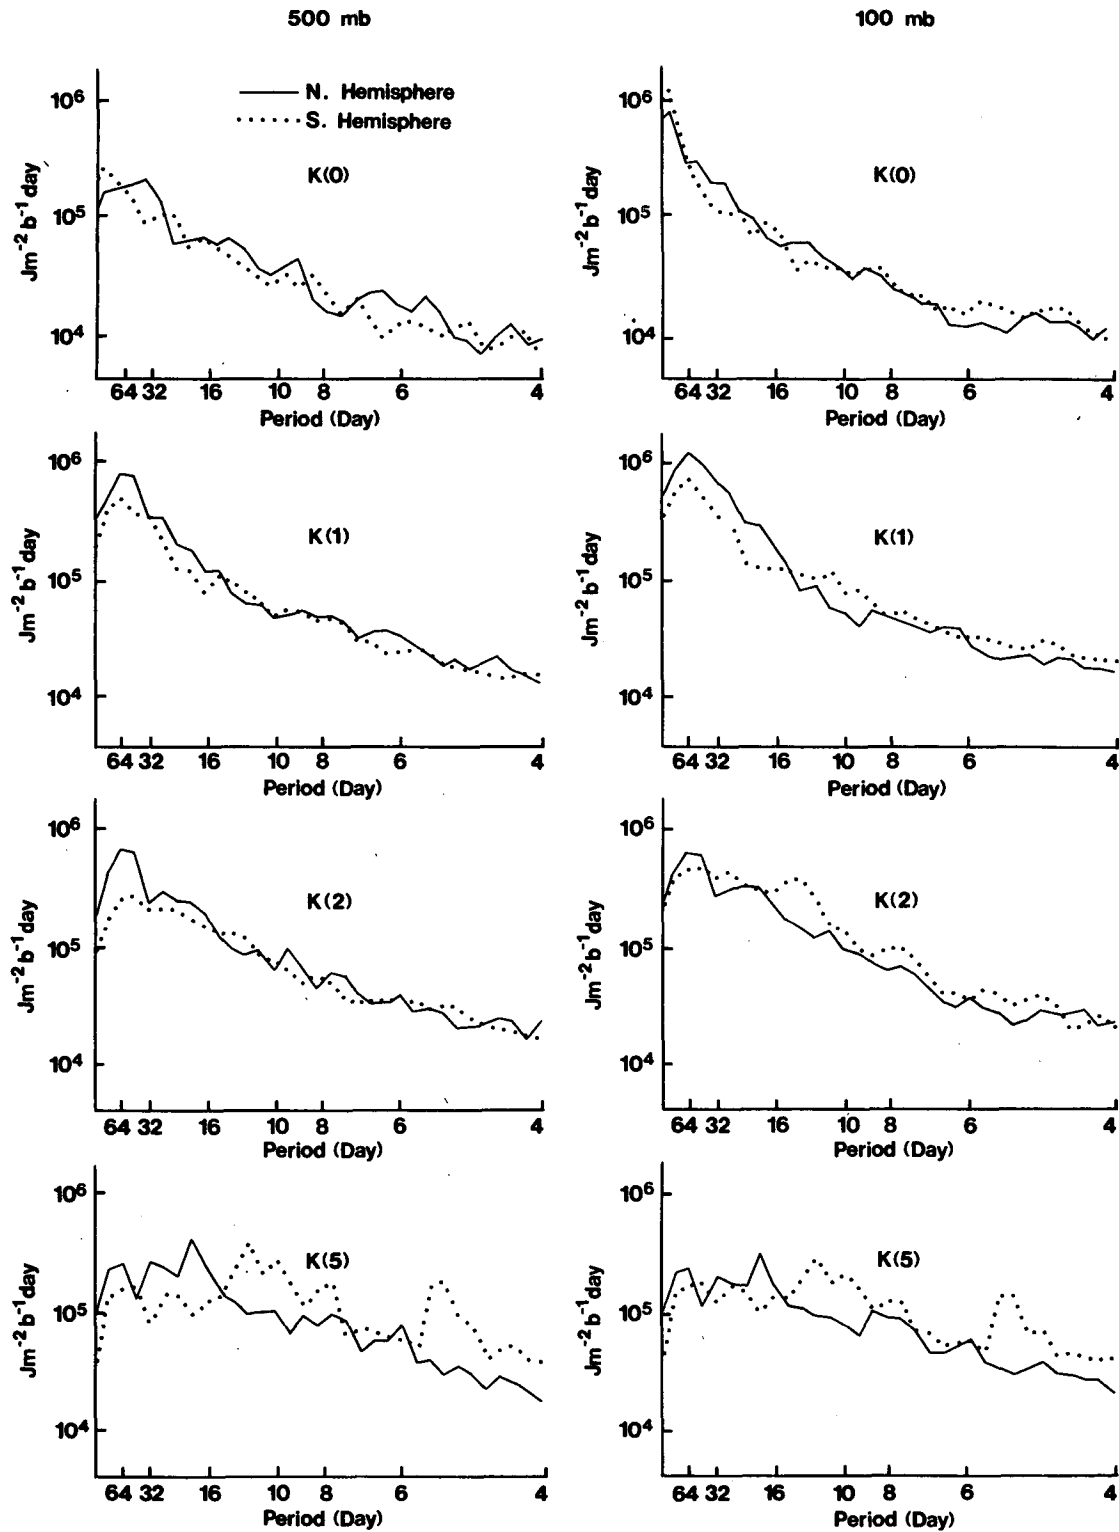 500 mb 100 mb
N. Hemisphere
S. Hemisphere
10⁶
10⁵
10⁴
Jm⁻²b⁻¹day
K(0)
64 32 16 10 8 6 4
Period (Day)
10⁶
10⁵
10⁴
Jm⁻²b⁻¹day
K(0)
64 32 16 10 8 6 4
Period (Day)
10⁶
10⁵
10⁴
Jm⁻²b⁻¹day
K(1)
64 32 16 10 8 6 4
Period (Day)
10⁶
10⁵
10⁴
Jm⁻²b⁻¹day
K(1)
64 32 16 10 8 6 4
Period (Day)
10⁶
10⁵
10⁴
Jm⁻²b⁻¹day
K(2)
64 32 16 10 8 6 4
Period (Day)
10⁶
10⁵
10⁴
Jm⁻²b⁻¹day
K(2)
64 32 16 10 8 6 4
Period (Day)
10⁶
10⁵
10⁴
Jm⁻²b⁻¹day
K(5)
64 32 16 10 8 6 4
Period (Day)
10⁶
10⁵
10⁴
Jm⁻²b⁻¹day
K(5)
64 32 16 10 8 6 4
Period (Day)